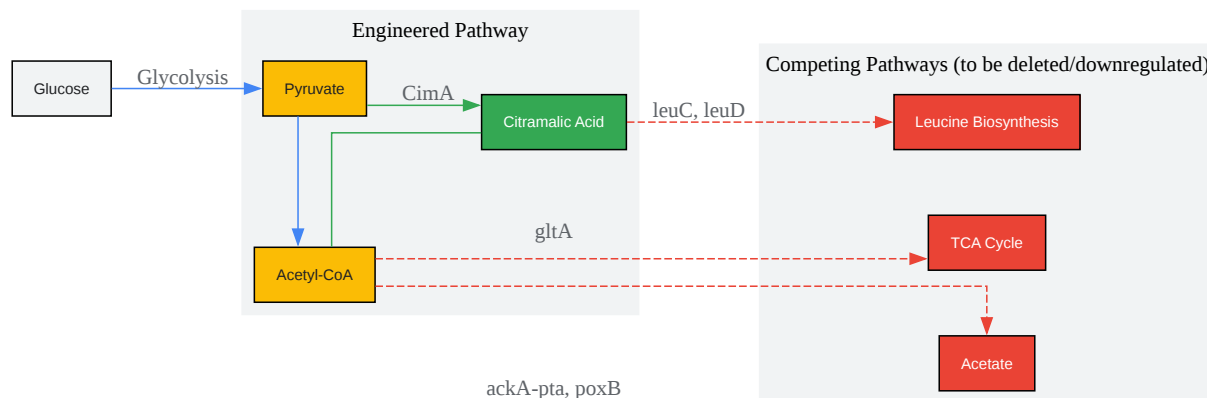 Engineered Pathway
Competing Pathways (to be deleted/downregulated)
Glucose
Glycolysis
Pyruvate
CimA
Citramalic Acid
leuC, leuD
Leucine Biosynthesis
gltA
TCA Cycle
Acetyl-CoA
Acetate
ackA-pta, poxB